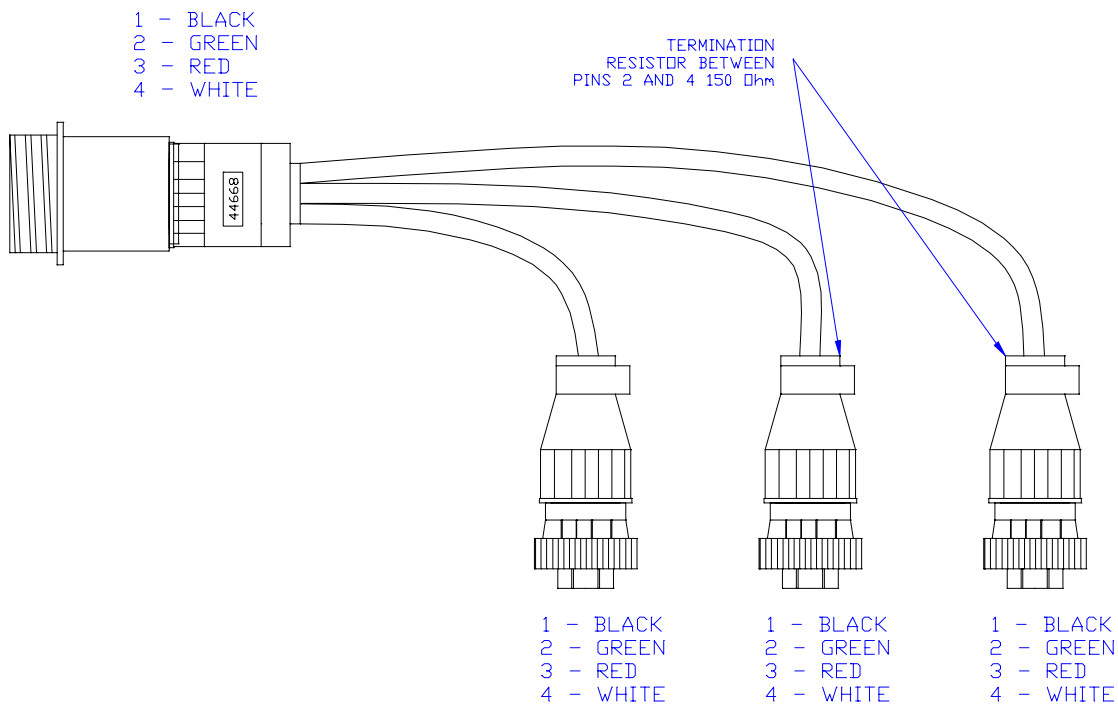 1 - BLACK
2 - GREEN
3 - RED
4 - WHITE
TERMINATION
RESISTOR BETWEEN
PINS 2 AND 4 150 Ohm
44668
1 - BLACK
2 - GREEN
3 - RED
4 - WHITE
1 - BLACK
2 - GREEN
3 - RED
4 - WHITE
1 - BLACK
2 - GREEN
3 - RED
4 - WHITE